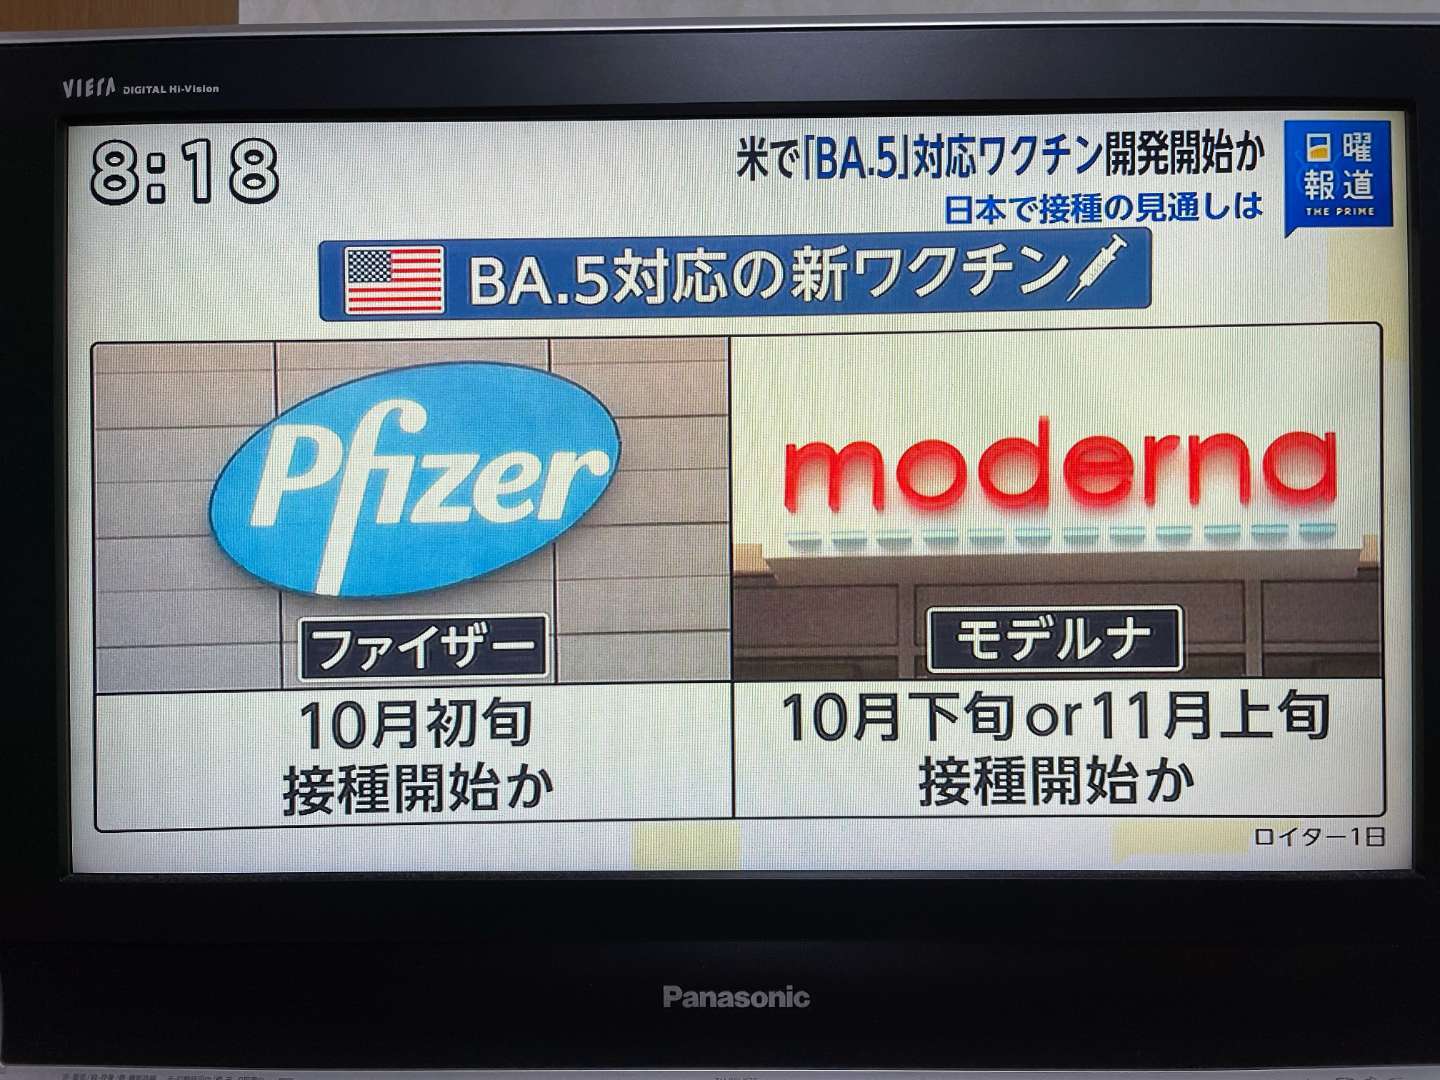 VIERA DIGITAL Hi-Vision
8:18
米で「BA.5」対応ワクチン開発開始か
日本で接種の見通しは
日曜
報道
THE PRIME
BA.5対応の新ワクチン
Pfizer
moderna
ファイザー
モデルナ
10月初旬
接種開始か
10月下旬or11月上旬
接種開始か
ロイター1日
Panasonic